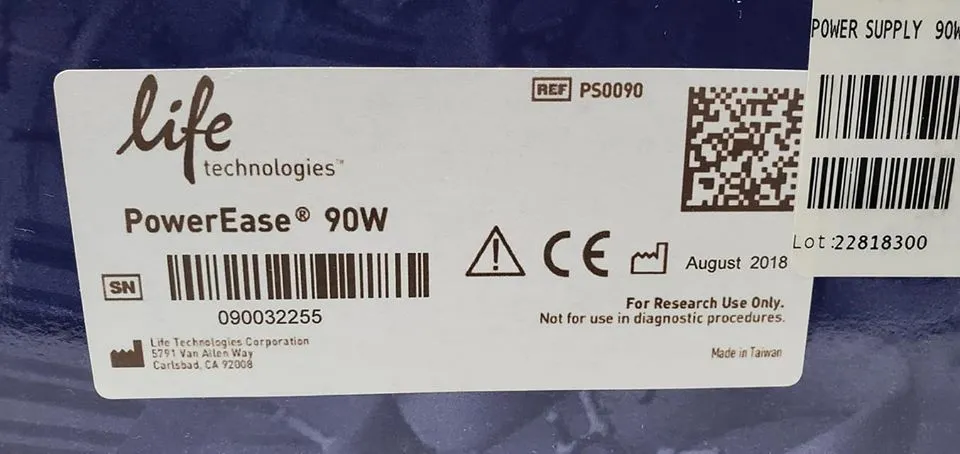 life
technologies™
REF PS0090
PowerEase® 90W
SN
090032255
CE
August 2018
For Research Use Only.
Not for use in diagnostic procedures.
Life Technologies Corporation
5791 Van Allen Way
Carlsbad, CA 92008
Made in Taiwan
POWER SUPPLY 90W
Lot:22818300